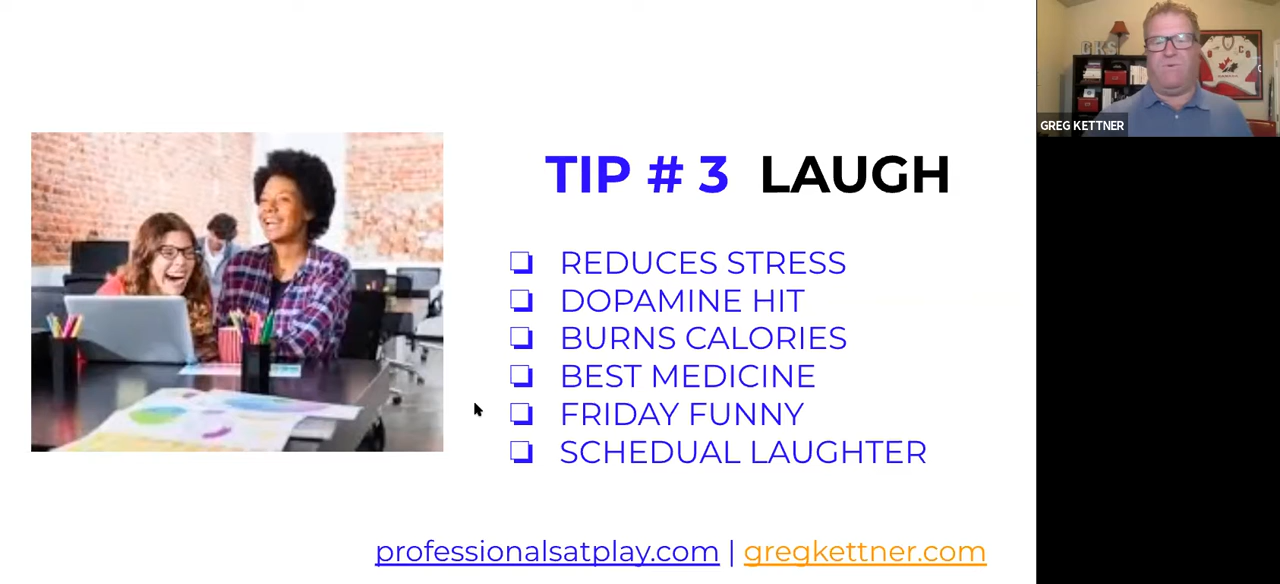 TIP # 3 LAUGH
REDUCES STRESS
DOPAMINE HIT
BURNS CALORIES
BEST MEDICINE
FRIDAY FUNNY
SCHEDUAL LAUGHTER
professionalsatplay.com | gregkettner.com
GKS
GREG KETTNER